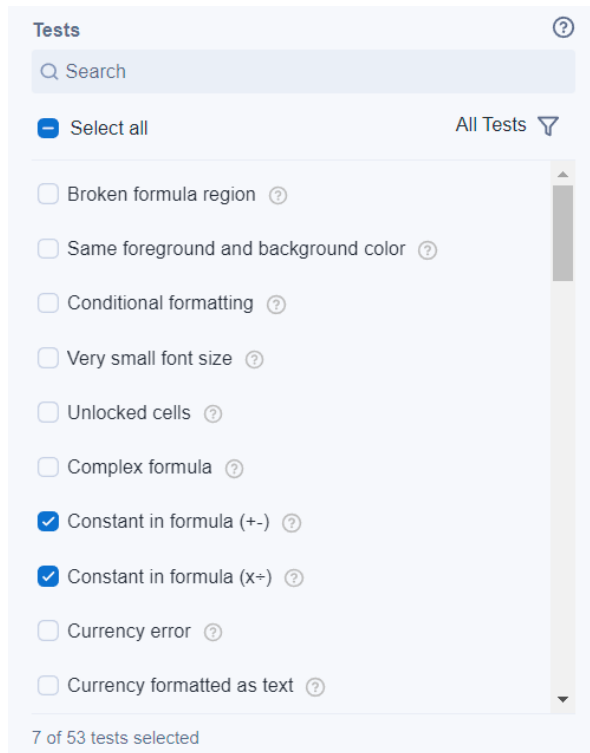 Tests
Search
Select all
All Tests
Broken formula region
Same foreground and background color
Conditional formatting
Very small font size
Unlocked cells
Complex formula
Constant in formula (+-)
Constant in formula (x÷)
Currency error
Currency formatted as text
7 of 53 tests selected